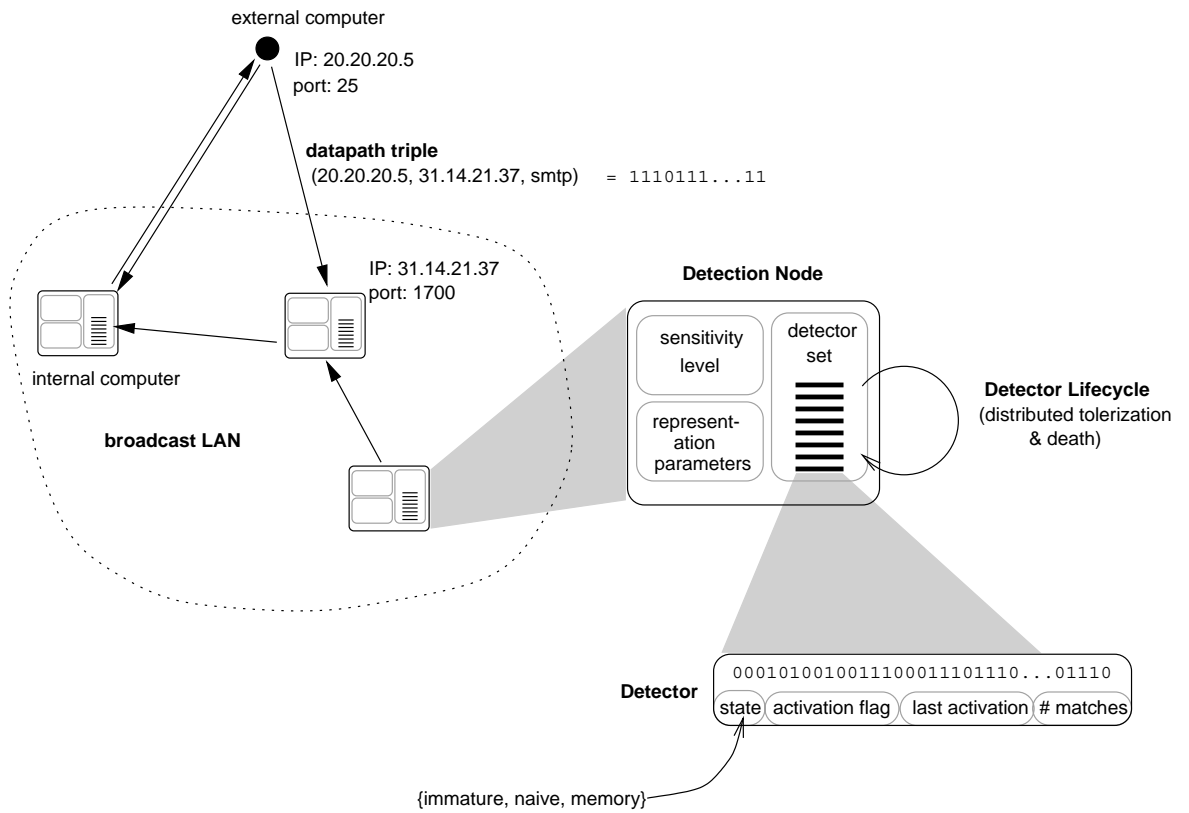 external computer
IP: 20.20.20.5
port: 25
datapath triple
(20.20.20.5, 31.14.21.37, smtp) = 1110111...11
IP: 31.14.21.37
port: 1700
internal computer
broadcast LAN
Detection Node
sensitivity
level
detector
set
represent-
ation
parameters
Detector Lifecycle
(distributed tolerization
& death)
Detector
0001010010011100011101110...01110
state activation flag last activation # matches
{immature, naive, memory}